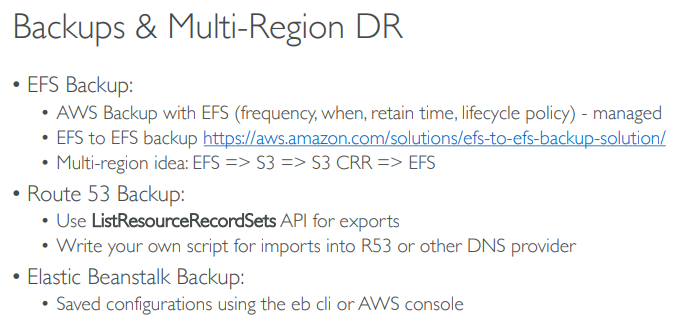 Backups & Multi-Region DR
• EFS Backup:
• AWS Backup with EFS (frequency, when, retain time, lifecycle policy) - managed
• EFS to EFS backup https://aws.amazon.com/solutions/efs-to-efs-backup-solution/
• Multi-region idea: EFS => S3 => S3 CRR => EFS
• Route 53 Backup:
• Use ListResourceRecordSets API for exports
• Write your own script for imports into R53 or other DNS provider
• Elastic Beanstalk Backup:
• Saved configurations using the eb cli or AWS console